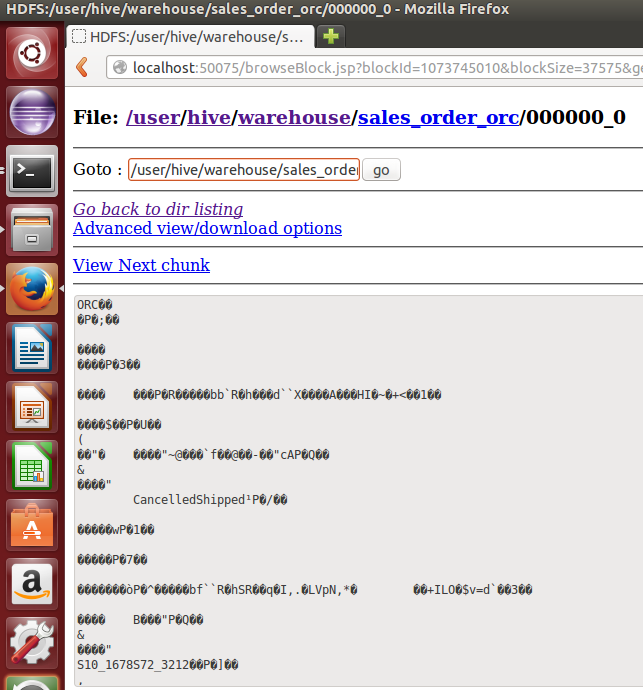 HDFS:/user/hive/warehouse/sales_order_orc/000000_0 - Mozilla Firefox
HDFS:/user/hive/warehouse/s...
localhost:50075/browseBlock.jsp?blockId=1073745010&blockSize=37575&ge
File: /user/hive/warehouse/sales_order_orc/000000_0
Goto : /user/hive/warehouse/sales_order go
Go back to dir listing
Advanced view/download options
View Next chunk
ORC��
�P�;��
����
����P�3��
����    ���P�R�����bb`R�h���d``X����A���HI�~�+<��1��
����$��P�U��
(
��"�    ����"~@���`f��@��-��"cAP�Q��
&
����"
CancelledShipped¹P�/��
�����wP�1��
�����P�7��
�������òP�^�����bf``R�hSR��q�I,.�LVpN,*�        ��+ILO�$v=d`��3��
����    B���"P�Q��
&
����"
S10_1678S72_3212��P�]��
,